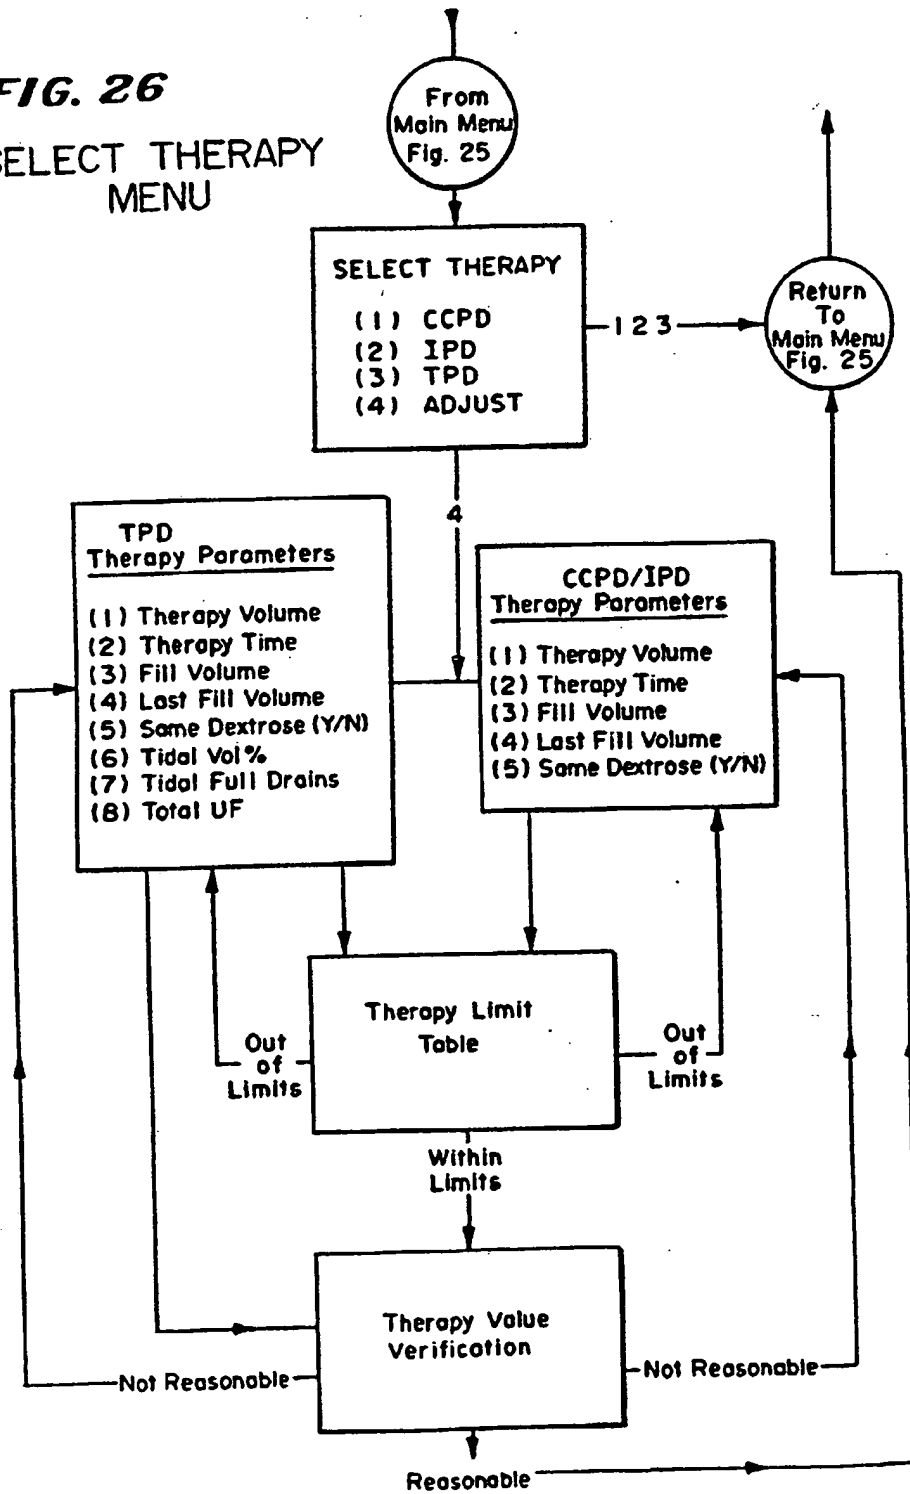 FIG. 26
SELECT THERAPY
MENU
From
Main Menu
Fig. 25
SELECT THERAPY
(1) CCPD
(2) IPD
(3) TPD
(4) ADJUST
1 2 3
Return
To
Main Menu
Fig. 25
4
TPD
Therapy Parameters
(1) Therapy Volume
(2) Therapy Time
(3) Fill Volume
(4) Last Fill Volume
(5) Same Dextrose (Y/N)
(6) Tidal Vol%
(7) Tidal Full Drains
(8) Total UF
CCPD/IPD
Therapy Parameters
(1) Therapy Volume
(2) Therapy Time
(3) Fill Volume
(4) Last Fill Volume
(5) Same Dextrose (Y/N)
Therapy Limit
Table
Out
of
Limits
Out
of
Limits
Within
Limits
Therapy Value
Verification
Not Reasonable
Not Reasonable
Reasonable